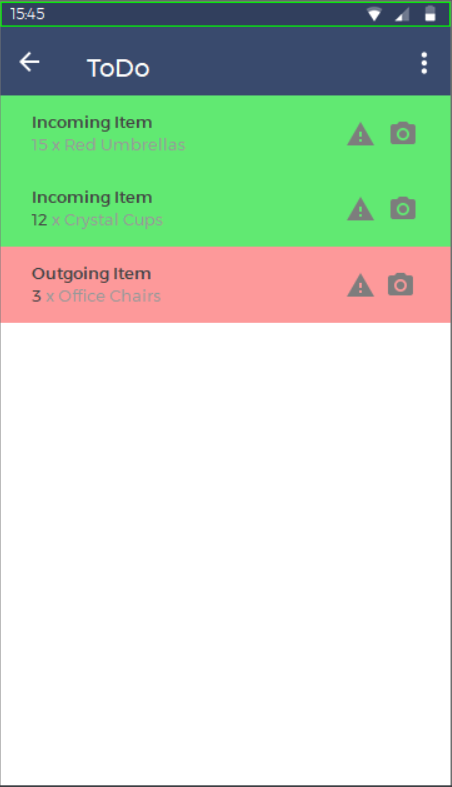 15:45
ToDo
Incoming Item
15 x Red Umbrellas
Incoming Item
12 x Crystal Cups
Outgoing Item
3 x Office Chairs